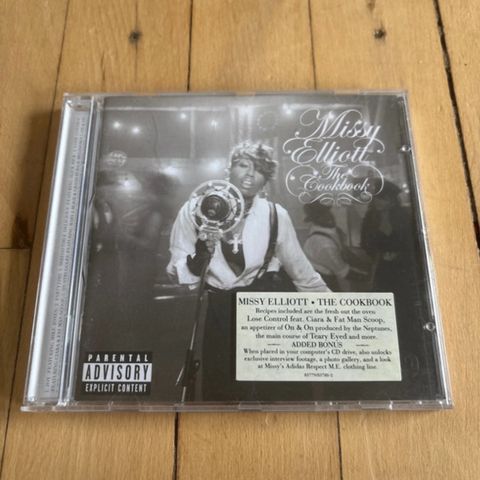 Missy
Elliott
The
Cookbook
MISSY ELLIOTT • THE COOKBOOK
Recipes included are the fresh out the oven:
Lose Control feat. Ciara & Fat Man Scoop,
an appetizer of On & On produced by the Neptunes,
the main course of Teary Eyed and more.
ADDED BONUS
When placed in your computer's CD drive, also unlocks
exclusive interview footage, a photo gallery, and a look
at Missy's Adidas Respect M.E. clothing line.
PARENTAL
ADVISORY
EXPLICIT CONTENT